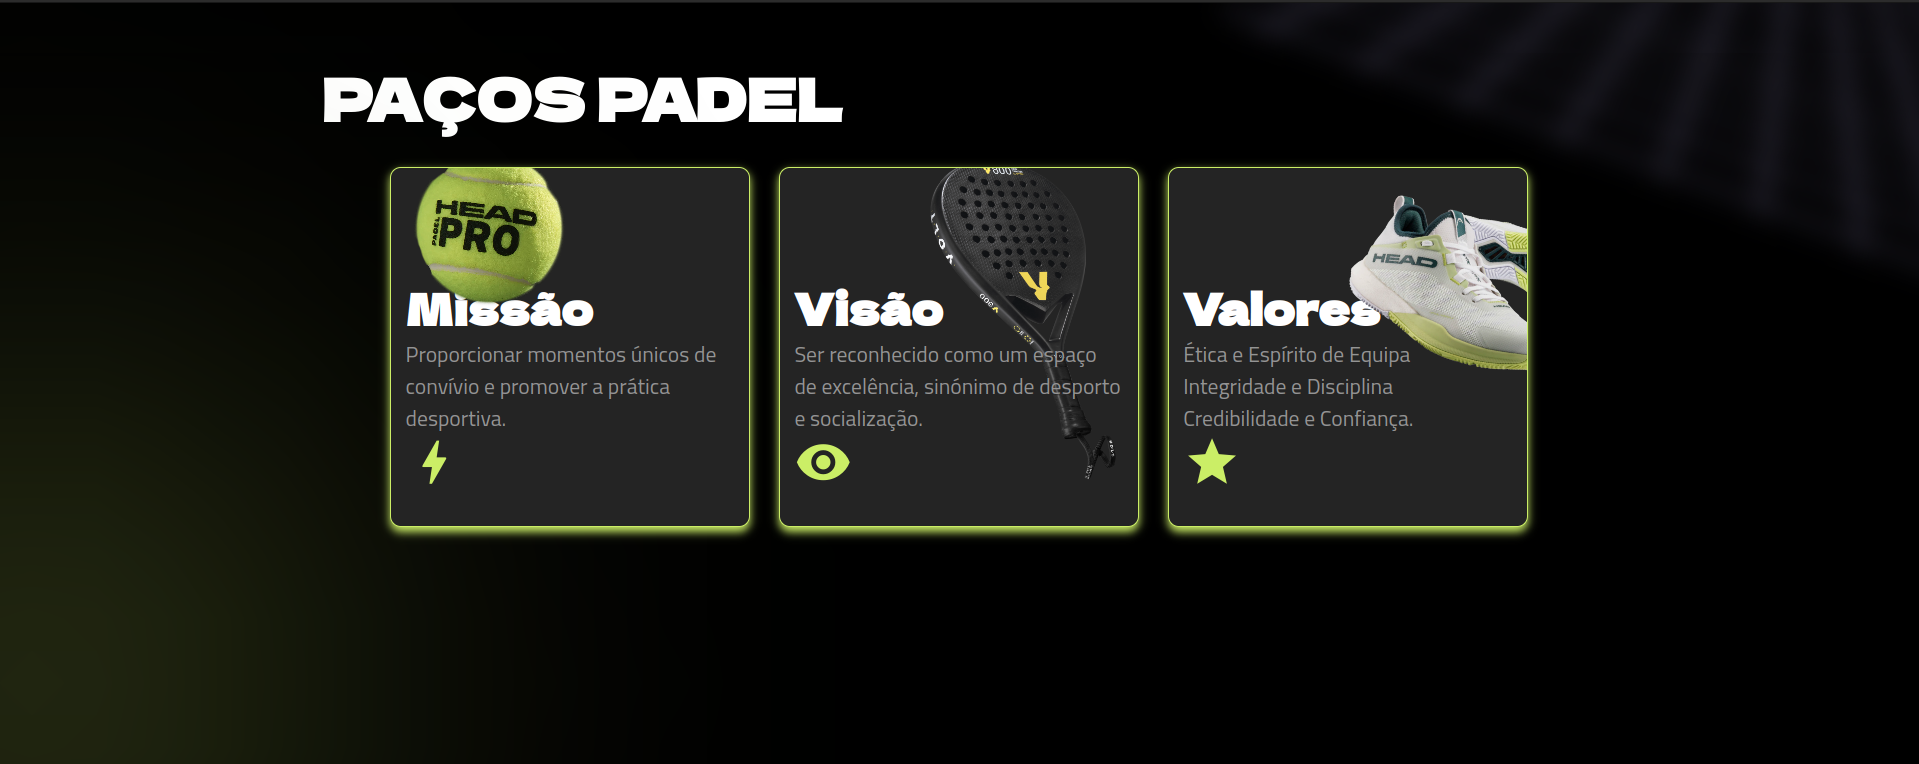 PAÇOS PADEL
HEAD
PADEL
PRO
Missão
Proporcionar momentos únicos de
convívio e promover a prática
desportiva.
Visão
Ser reconhecido como um espaço
de excelência, sinónimo de desporto
e socialização.
HEAD
Valores
Ética e Espírito de Equipa
Integridade e Disciplina
Credibilidade e Confiança.